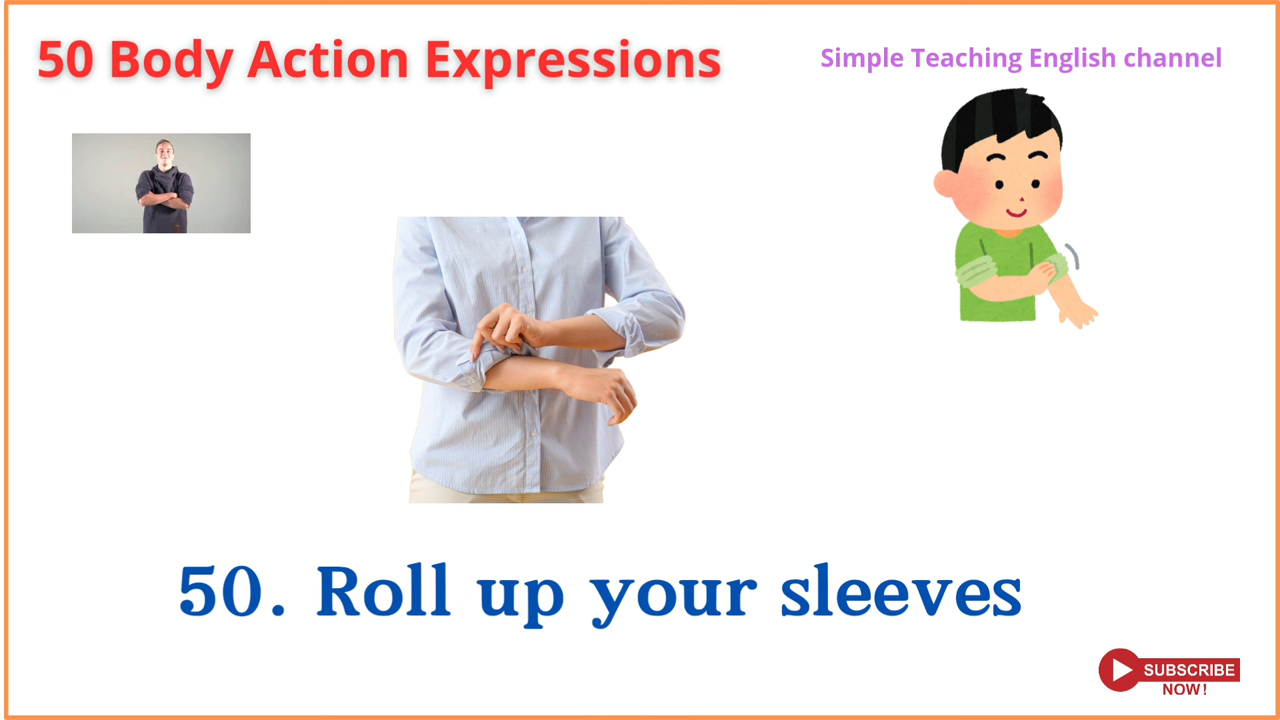 50 Body Action Expressions
Simple Teaching English channel
50. Roll up your sleeves
SUBSCRIBE
NOW!